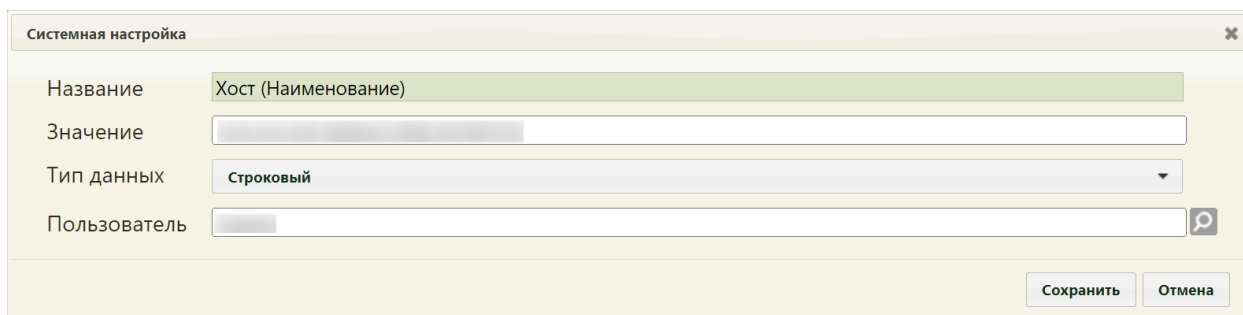 Системная настройка
Название Хост (Наименование)
Значение
Тип данных Строковый
Пользователь
Сохранить Отмена